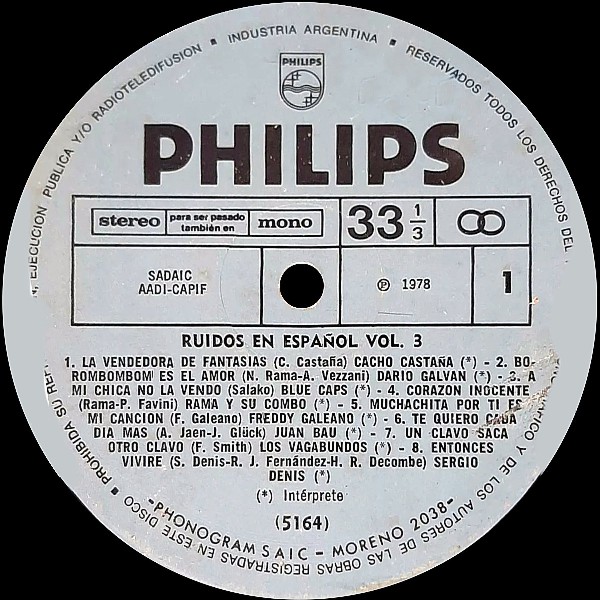 INDUSTRIA ARGENTINA
RESERVADOS TODOS LOS DERECHOS DEL
Y DE LOS AUTORES DE LAS OBRAS REGISTRADAS EN ESTE DISCO
PROHIBIDA SU
EJECUCION PUBLICA Y/O RADIOTELEDIFUSION
PHILIPS
PHILIPS
stereo para ser pasado también en mono 33 1/3
SADAIC
AADI-CAPIF
℗ 1978
1
RUIDOS EN ESPAÑOL VOL. 3
1. LA VENDEDORA DE FANTASIAS (C. Castaña) CACHO CASTAÑA (*) - 2. BO-
ROMBOMBOM ES EL AMOR (N. Rama-A. Vezzani) DARIO GALVAN (*) - 3. A
MI CHICA NO LA VENDO (Salako) BLUE CAPS (*) - 4. CORAZON INOCENTE
(Rama-P. Favini) RAMA Y SU COMBO (*) - 5. MUCHACHITA POR TI ES
MI CANCION (F. Galeano) FREDDY GALEANO (*) - 6. TE QUIERO CADA
DIA MAS (A. Jaen-J. Glück) JUAN BAU (*) - 7. UN CLAVO SACA
OTRO CLAVO (F. Smith) LOS VAGABUNDOS (*) - 8. ENTONCES
VIVIRE (S. Denis-R. J. Fernández-H. R. Decombe) SERGIO
DENIS (*)
(*) Intérprete
(5164)
-PHONOGRAM SAIC - MORENO 2038-